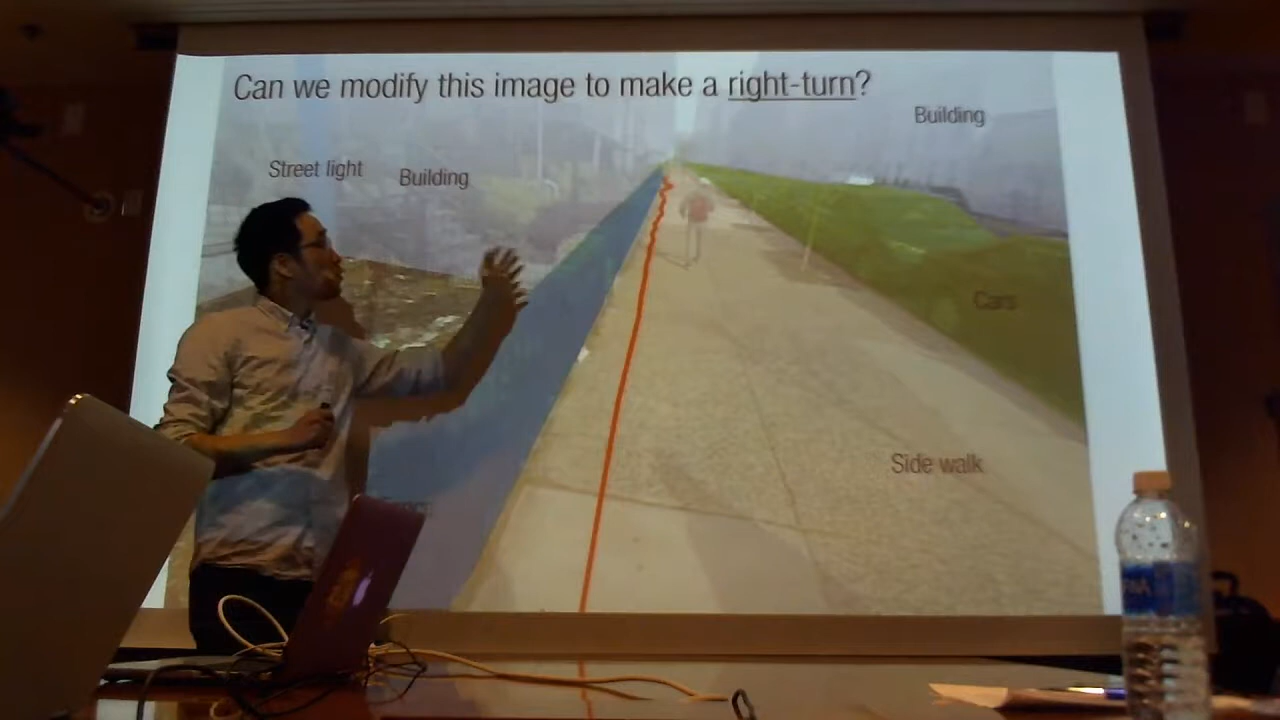 Can we modify this image to make a right-turn?
Building
Street light
Building
Cars
Side walk